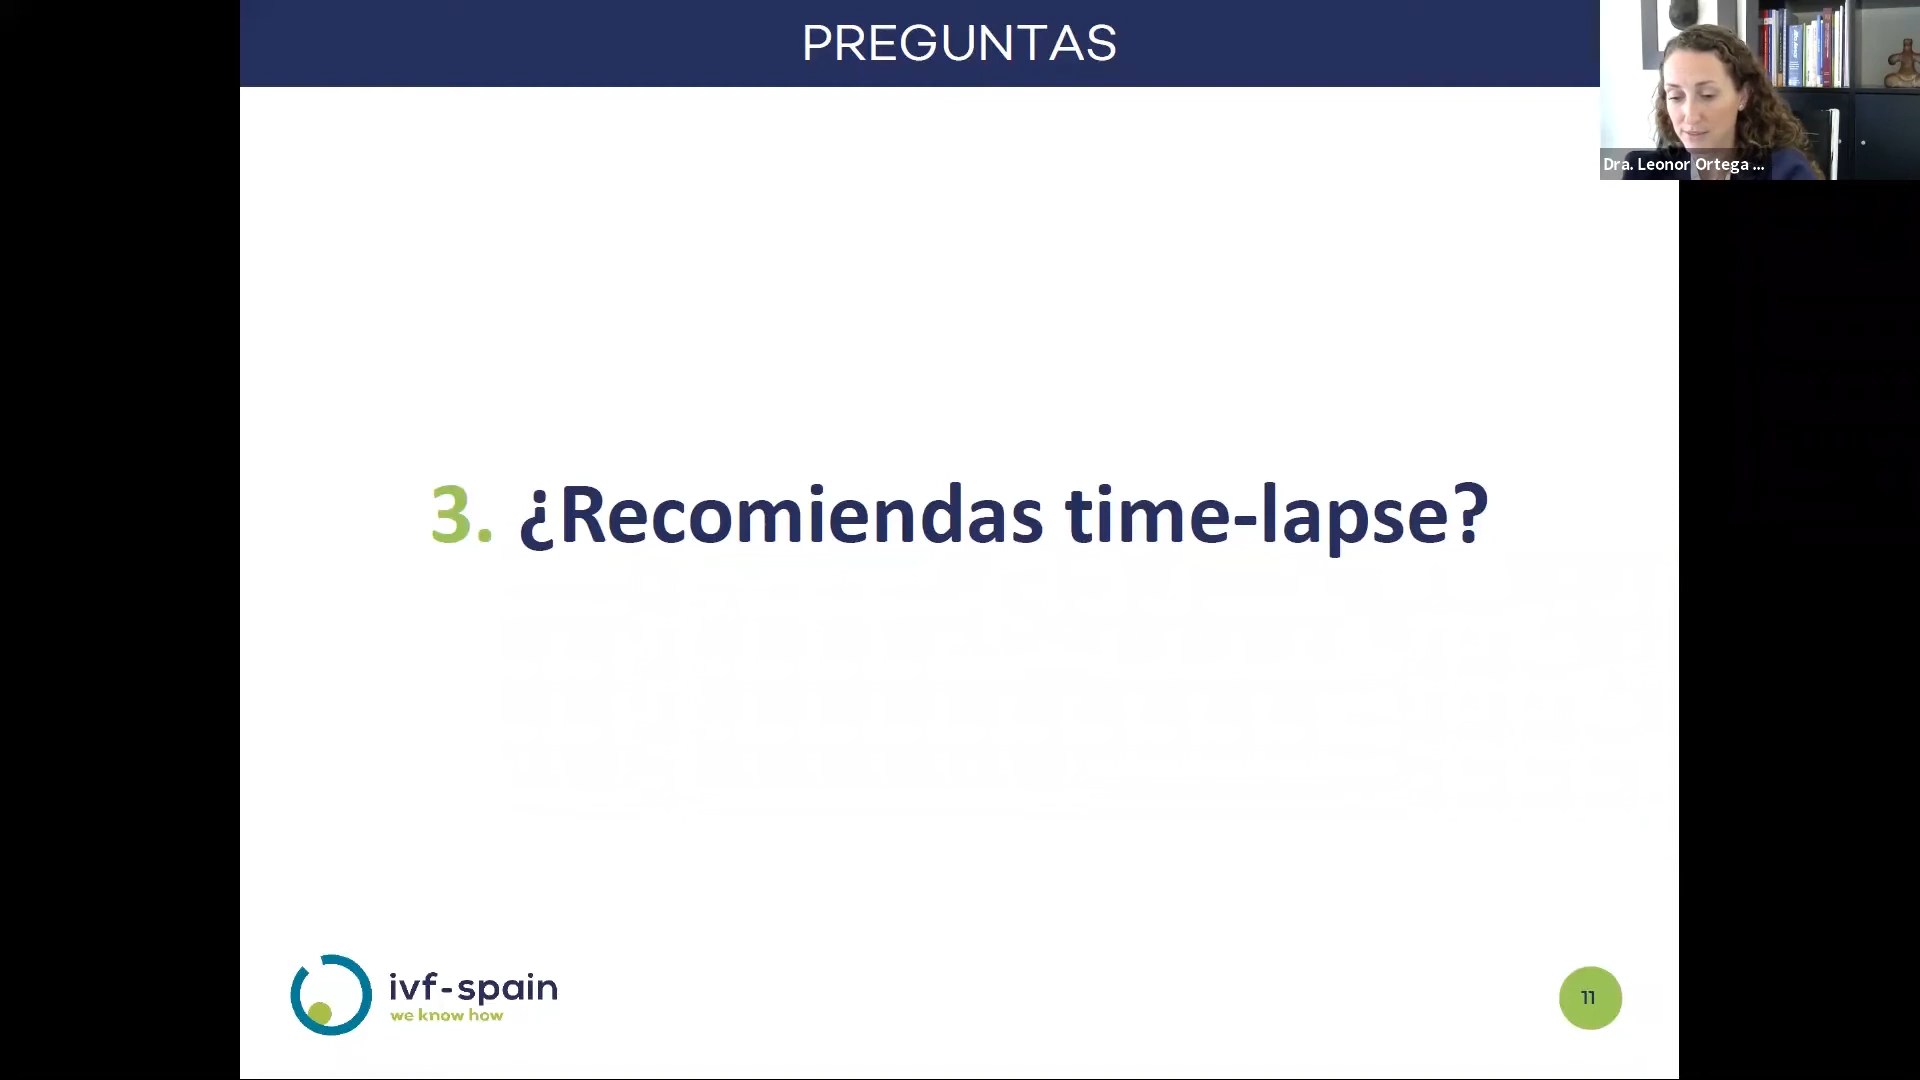 PREGUNTAS
Dra. Leonor Ortega ...
3. ¿Recomiendas time-lapse?
ivf-spain
we know how
11